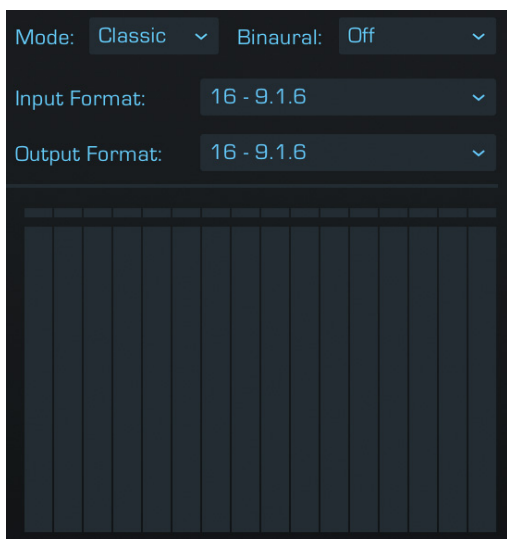 Mode: Classic Binaural: Off
Input Format: 16 - 9.1.6
Output Format: 16 - 9.1.6